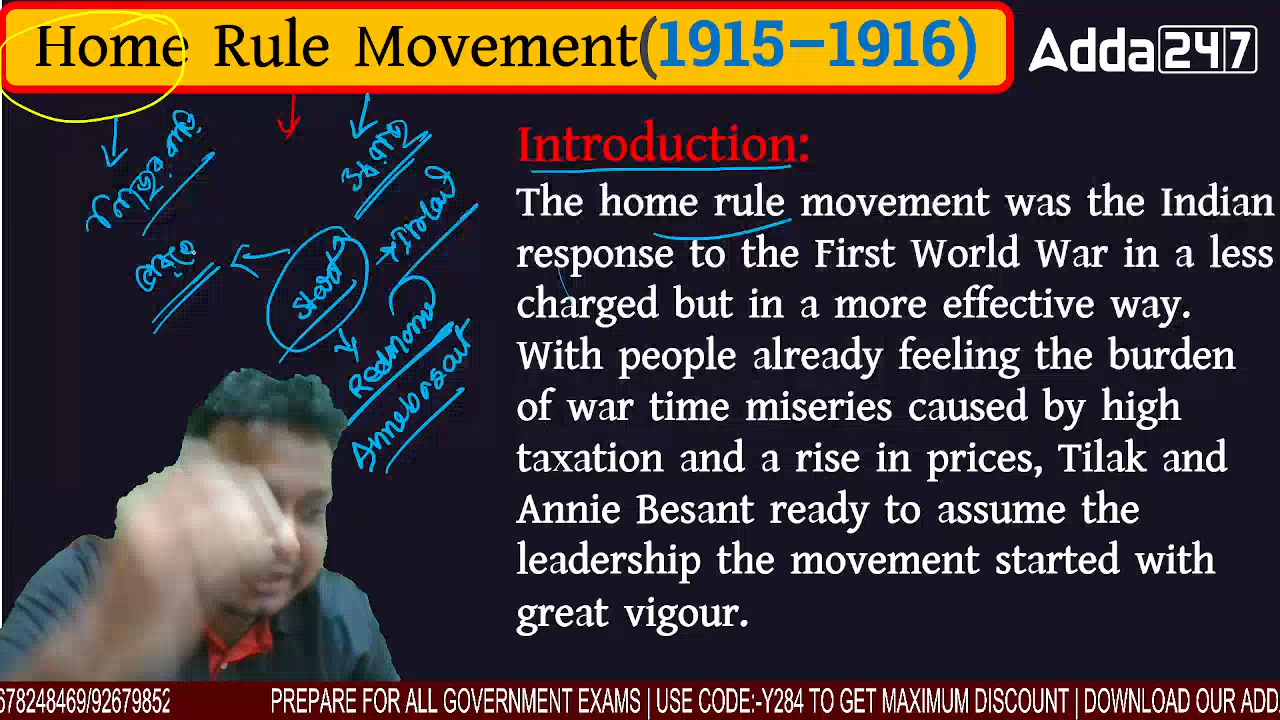 Home Rule Movement(1915–1916)
Adda247
Introduction:
The home rule movement was the Indian
response to the First World War in a less
charged but in a more effective way.
With people already feeling the burden
of war time miseries caused by high
taxation and a rise in prices, Tilak and
Annie Besant ready to assume the
leadership the movement started with
great vigour.
Start
Redmond
678248469/92679852
PREPARE FOR ALL GOVERNMENT EXAMS | USE CODE:-Y284 TO GET MAXIMUM DISCOUNT | DOWNLOAD OUR ADD